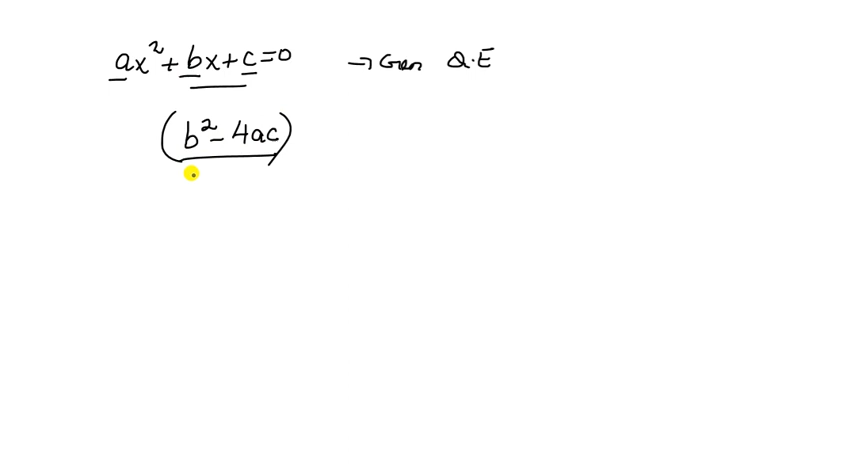 ax²+bx+c=0 → Gen Q.E
(b²-4ac)